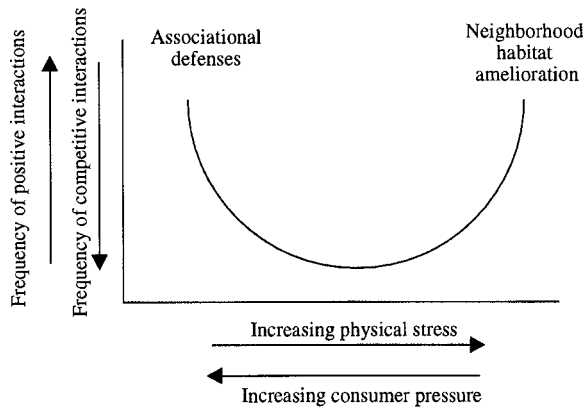 Frequency of positive interactions
Frequency of competitive interactions
Associational
defenses
Neighborhood
habitat
amelioration
Increasing physical stress
Increasing consumer pressure